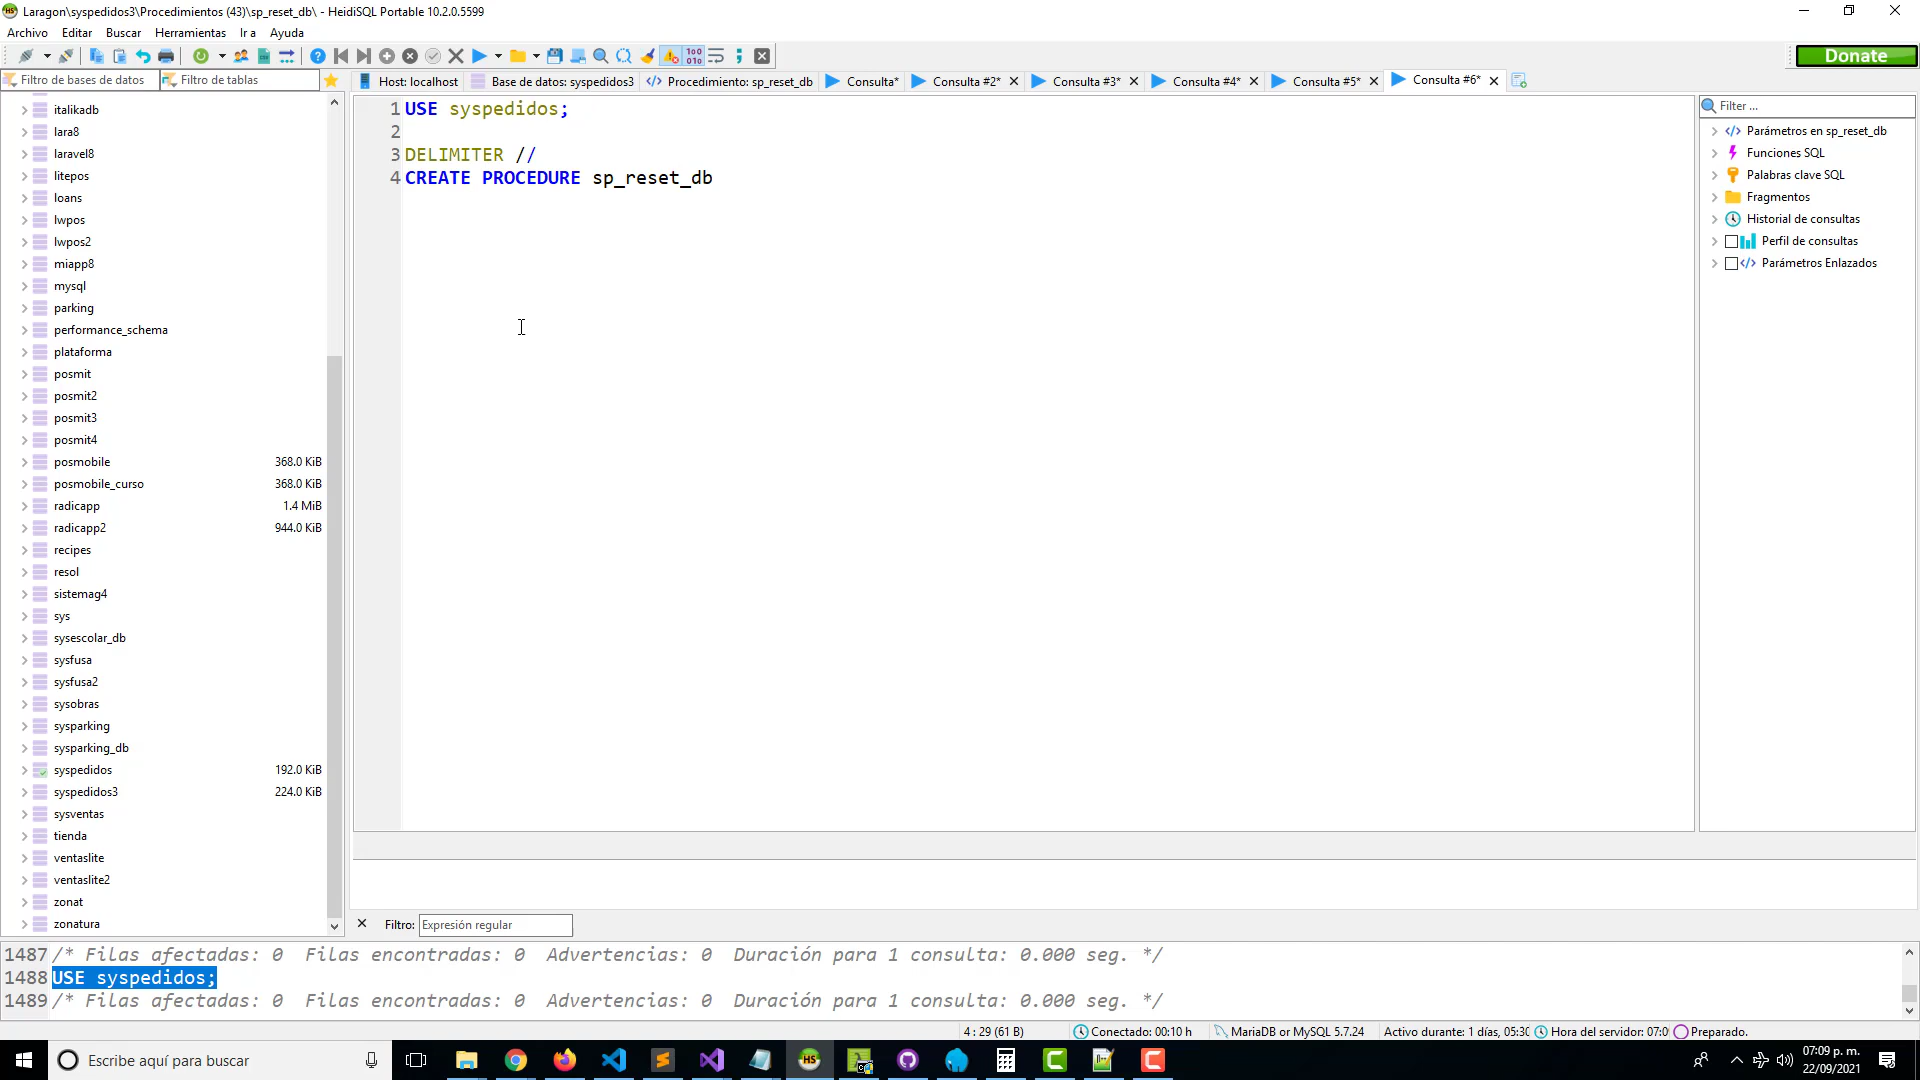 Laragon\syspedidos3\Procedimientos (43)\sp_reset_db\ - HeidiSQL Portable 10.2.0.5599
Archivo Editar Buscar Herramientas Ir a Ayuda
Donate
Filtro de bases de datos Filtro de tablas
Host: localhost Base de datos: syspedidos3 Procedimiento: sp_reset_db Consulta* Consulta #2* Consulta #3* Consulta #4* Consulta #5* Consulta #6*
italikadb
lara8
laravel8
litepos
loans
lwpos
lwpos2
miapp8
mysql
parking
performance_schema
plataforma
posmit
posmit2
posmit3
posmit4
posmobile 368.0 KiB
posmobile_curso 368.0 KiB
radicapp 1.4 MiB
radicapp2 944.0 KiB
recipes
resol
sistemag4
sys
sysescolar_db
sysfusa
sysfusa2
sysobras
sysparking
sysparking_db
syspedidos 192.0 KiB
syspedidos3 224.0 KiB
sysventas
tienda
ventaslite
ventaslite2
zonat
zonatura
1 USE syspedidos;
2
3 DELIMITER //
4 CREATE PROCEDURE sp_reset_db
Filter ...
Parámetros en sp_reset_db
Funciones SQL
Palabras clave SQL
Fragmentos
Historial de consultas
Perfil de consultas
Parámetros Enlazados
Filtro: Expresión regular
1487 /* Filas afectadas: 0 Filas encontradas: 0 Advertencias: 0 Duración para 1 consulta: 0.000 seg. */
1488 USE syspedidos;
1489 /* Filas afectadas: 0 Filas encontradas: 0 Advertencias: 0 Duración para 1 consulta: 0.000 seg. */
4 : 29 (61 B) Conectado: 00:10 h MariaDB or MySQL 5.7.24 Activo durante: 1 días, 05:30 Hora del servidor: 07:0 Preparado.
Escribe aquí para buscar
07:09 p. m.
22/09/2021